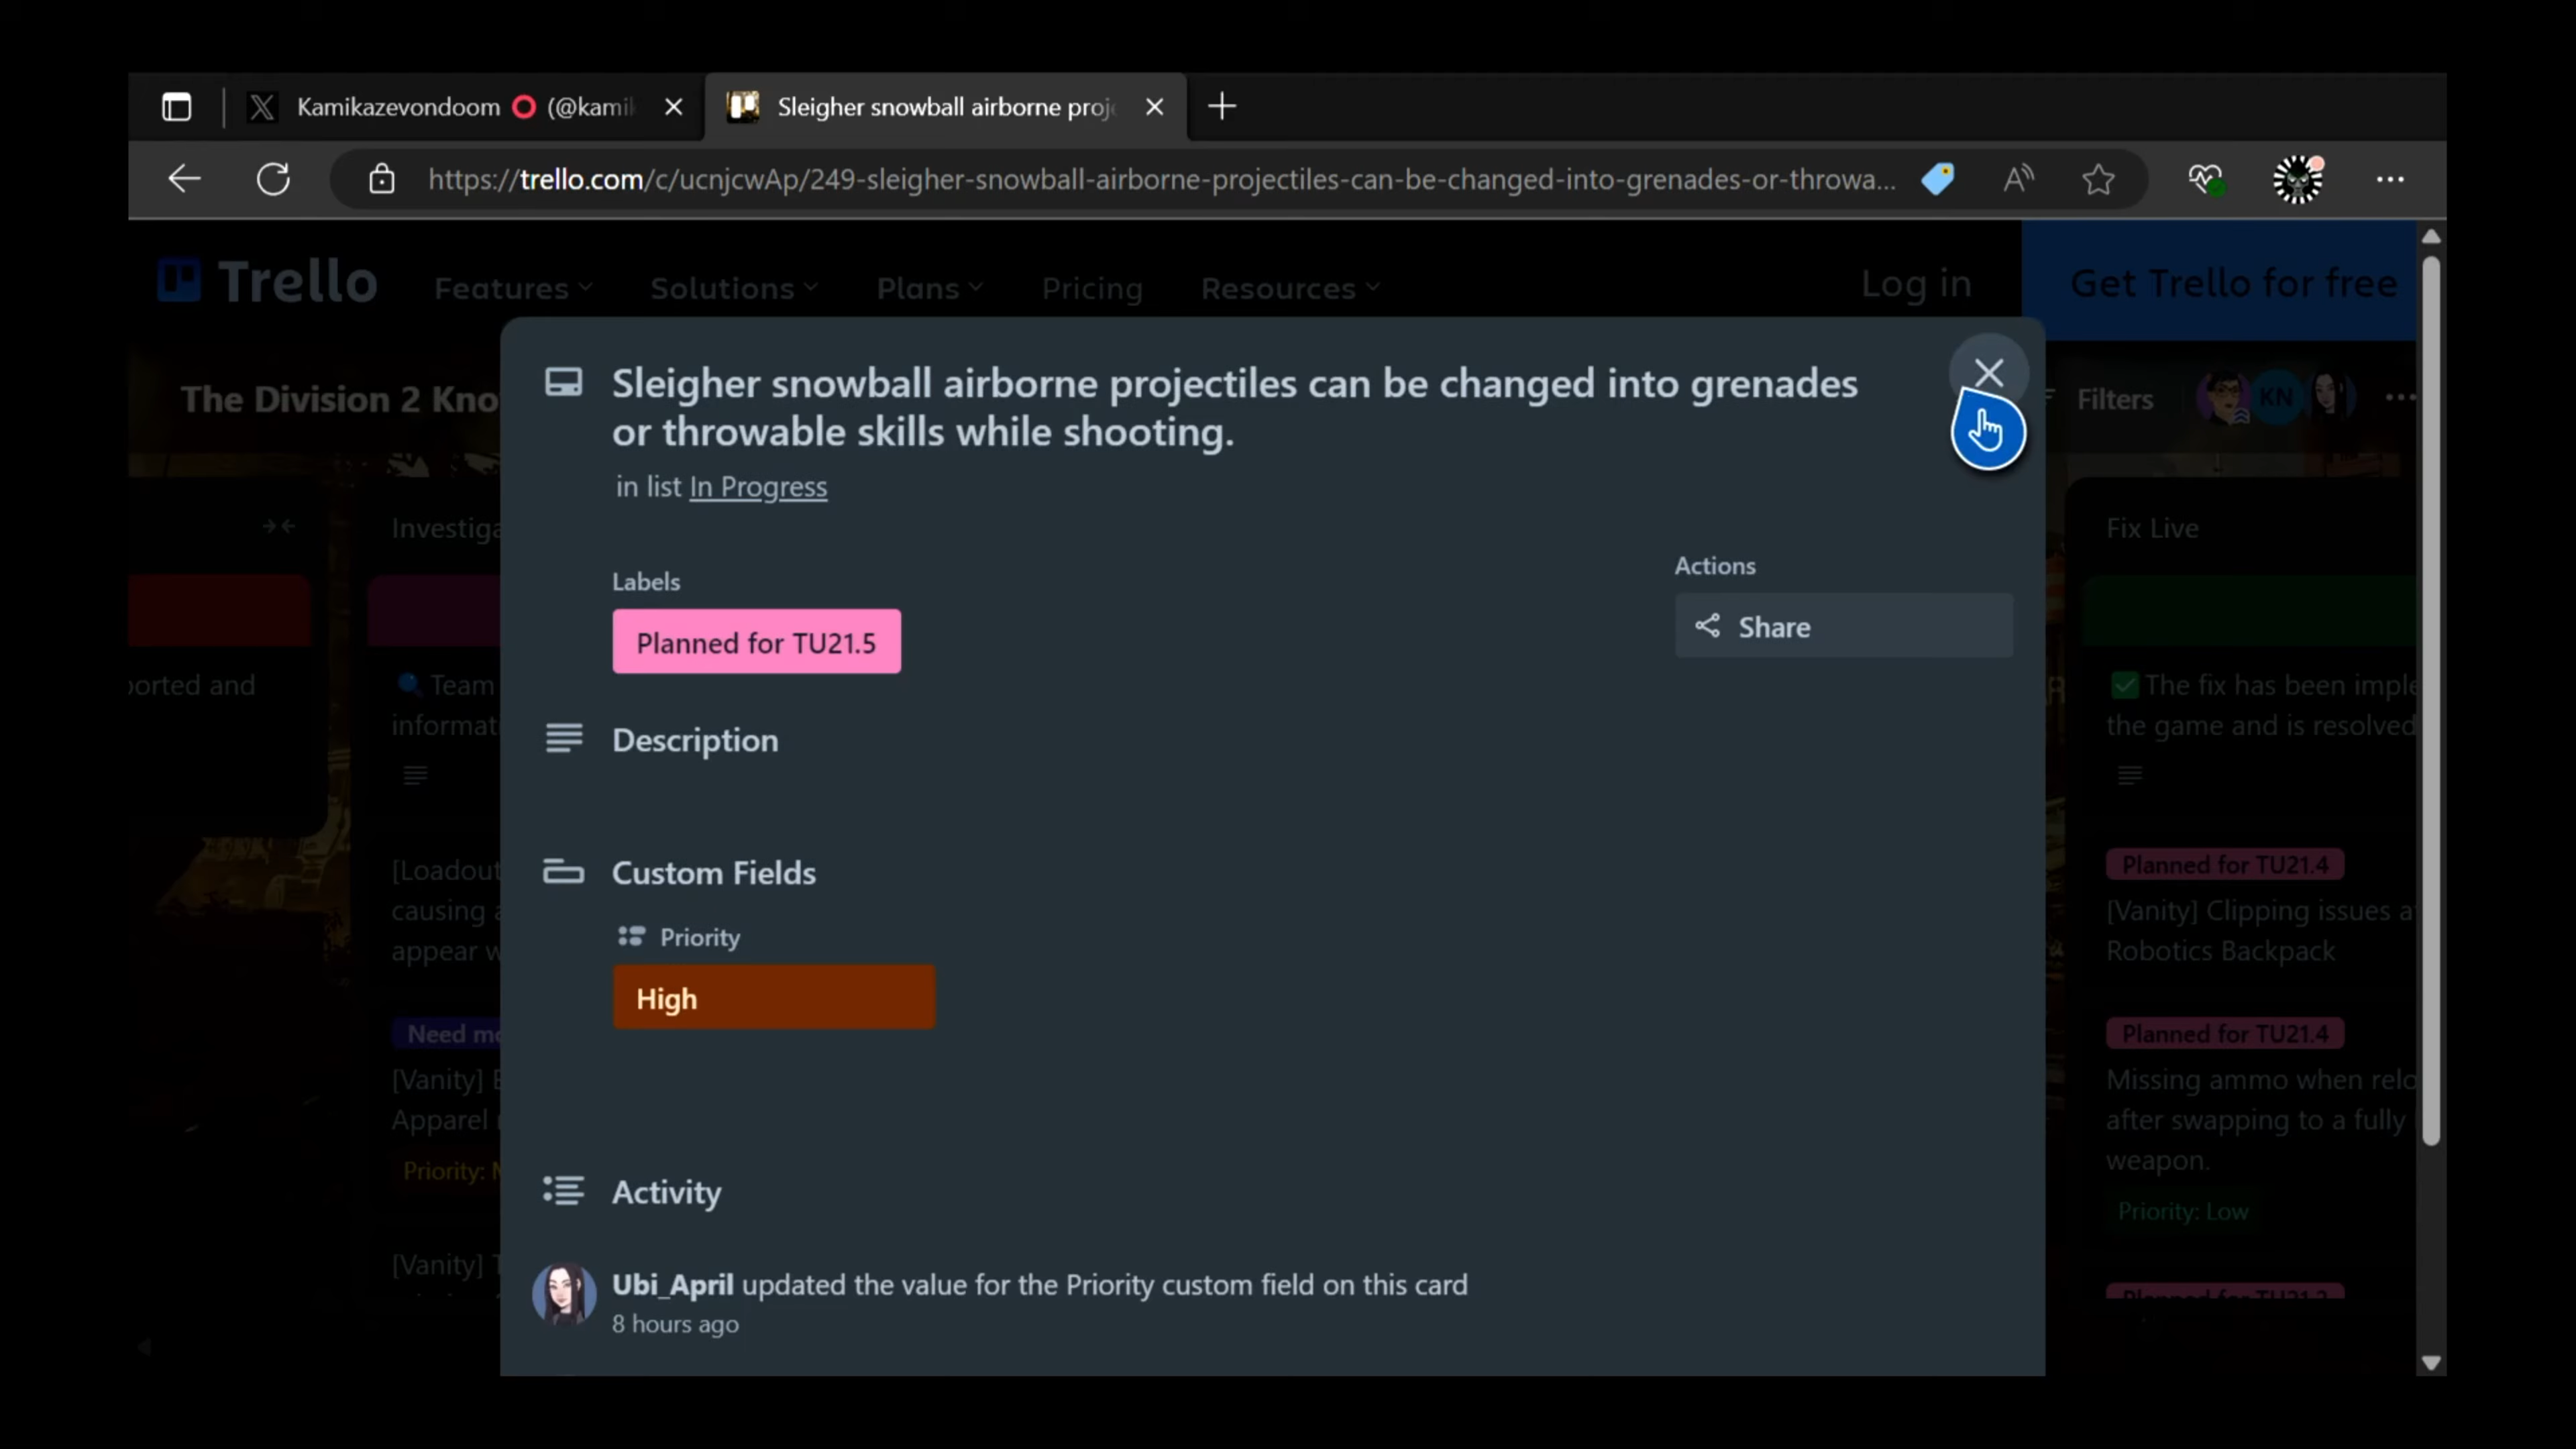 Kamikazevondoom ⭕ (@kami
Sleigher snowball airborne proj
https://trello.com/c/ucnjcwAp/249-sleigher-snowball-airborne-projectiles-can-be-changed-into-grenades-or-throwa...
Trello
Features
Solutions
Plans
Pricing
Resources
Log in
Get Trello for free
The Division 2 Kno
Filters
KN
Sleigher snowball airborne projectiles can be changed into grenades
or throwable skills while shooting.
in list In Progress
Labels
Planned for TU21.5
Actions
Share
Description
Custom Fields
Priority
High
Activity
Ubi_April updated the value for the Priority custom field on this card
8 hours ago
orted and
Investiga
🔍 Team
informat
[Loadout
causing a
appear w
Need mo
[Vanity] E
Apparel
Priority: M
[Vanity] T
Fix Live
✅ The fix has been imple
the game and is resolved
Planned for TU21.4
[Vanity] Clipping issues a
Robotics Backpack
Planned for TU21.4
Missing ammo when relo
after swapping to a fully
weapon.
Priority: Low